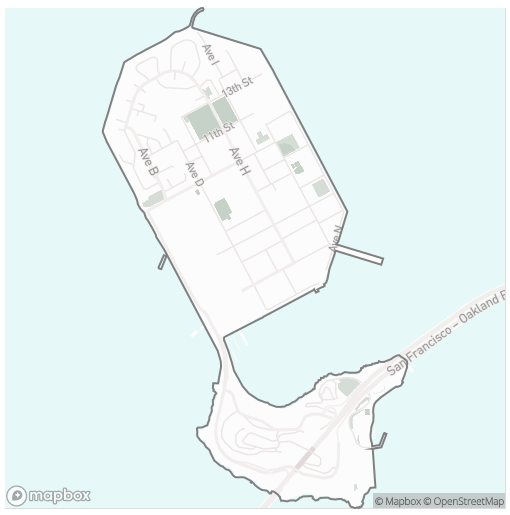 Ave I
13th St
11th St
Ave B
Ave D
Ave H
Ave N
San Francisco – Oakland
mapbox
© Mapbox © OpenStreetMap